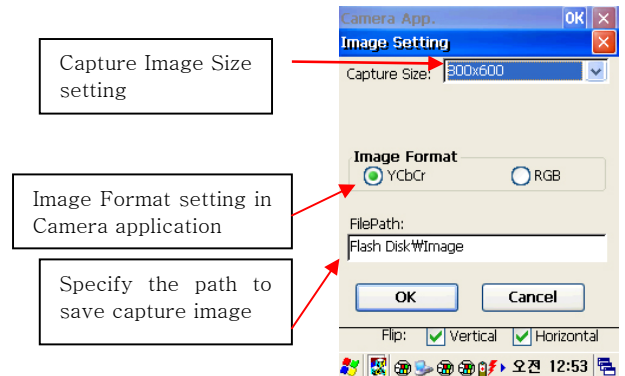 Camera App. OK
Image Setting
Capture Image Size
setting
Capture Size: 800x600
Image Format
YCbCr RGB
Image Format setting in
Camera application
FilePath:
Flash Disk₩Image
Specify the path to
save capture image
OK Cancel
Flip: Vertical Horizontal
오전 12:53